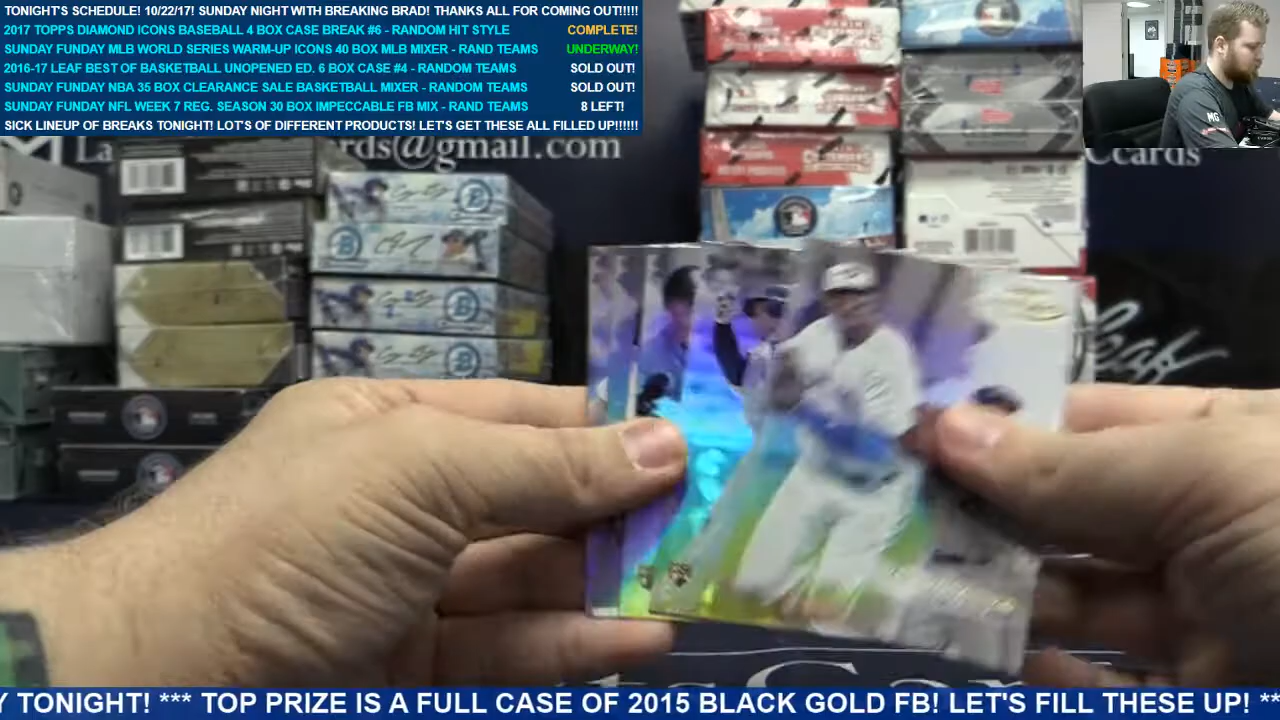 TONIGHT'S SCHEDULE! 10/22/17! SUNDAY NIGHT WITH BREAKING BRAD! THANKS ALL FOR COMING OUT!!!!!
2017 TOPPS DIAMOND ICONS BASEBALL 4 BOX CASE BREAK #6 - RANDOM HIT STYLE COMPLETE!
SUNDAY FUNDAY MLB WORLD SERIES WARM-UP ICONS 40 BOX MLB MIXER - RAND TEAMS UNDERWAY!
2016-17 LEAF BEST OF BASKETBALL UNOPENED ED. 6 BOX CASE #4 - RANDOM TEAMS SOLD OUT!
SUNDAY FUNDAY NBA 35 BOX CLEARANCE SALE BASKETBALL MIXER - RANDOM TEAMS SOLD OUT!
SUNDAY FUNDAY NFL WEEK 7 REG. SEASON 30 BOX IMPECCABLE FB MIX - RAND TEAMS 8 LEFT!
SICK LINEUP OF BREAKS TONIGHT! LOT'S OF DIFFERENT PRODUCTS! LET'S GET THESE ALL FILLED UP!!!!!!
ards@gmail.com
Ccards
MG
leaf
Y TONIGHT! *** TOP PRIZE IS A FULL CASE OF 2015 BLACK GOLD FB! LET'S FILL THESE UP! **